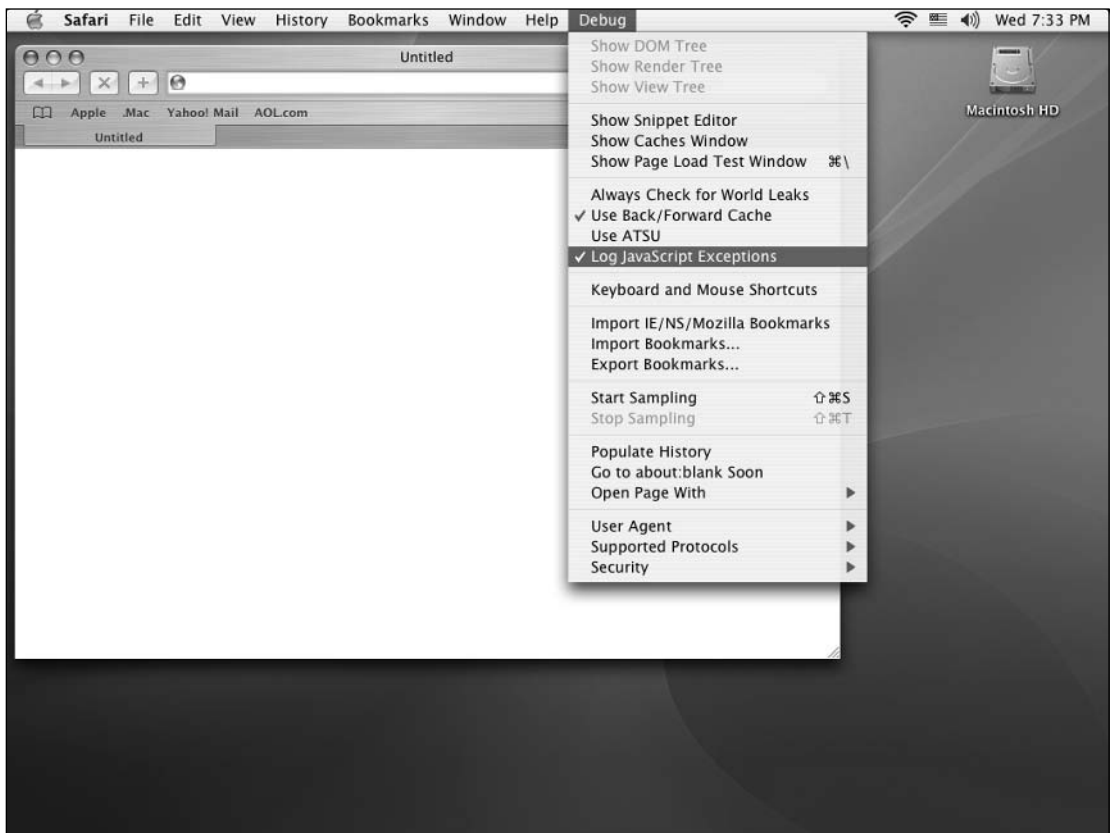 Safari File Edit View History Bookmarks Window Help Debug Wed 7:33 PM
Untitled
Apple .Mac Yahoo! Mail AOL.com
Untitled
Show DOM Tree
Show Render Tree
Show View Tree
Show Snippet Editor
Show Caches Window
Show Page Load Test Window ⌘\
Always Check for World Leaks
✓ Use Back/Forward Cache
Use ATSU
✓ Log JavaScript Exceptions
Keyboard and Mouse Shortcuts
Import IE/NS/Mozilla Bookmarks
Import Bookmarks...
Export Bookmarks...
Start Sampling ⇧⌘S
Stop Sampling ⇧⌘T
Populate History
Go to about:blank Soon
Open Page With
User Agent
Supported Protocols
Security
Macintosh HD